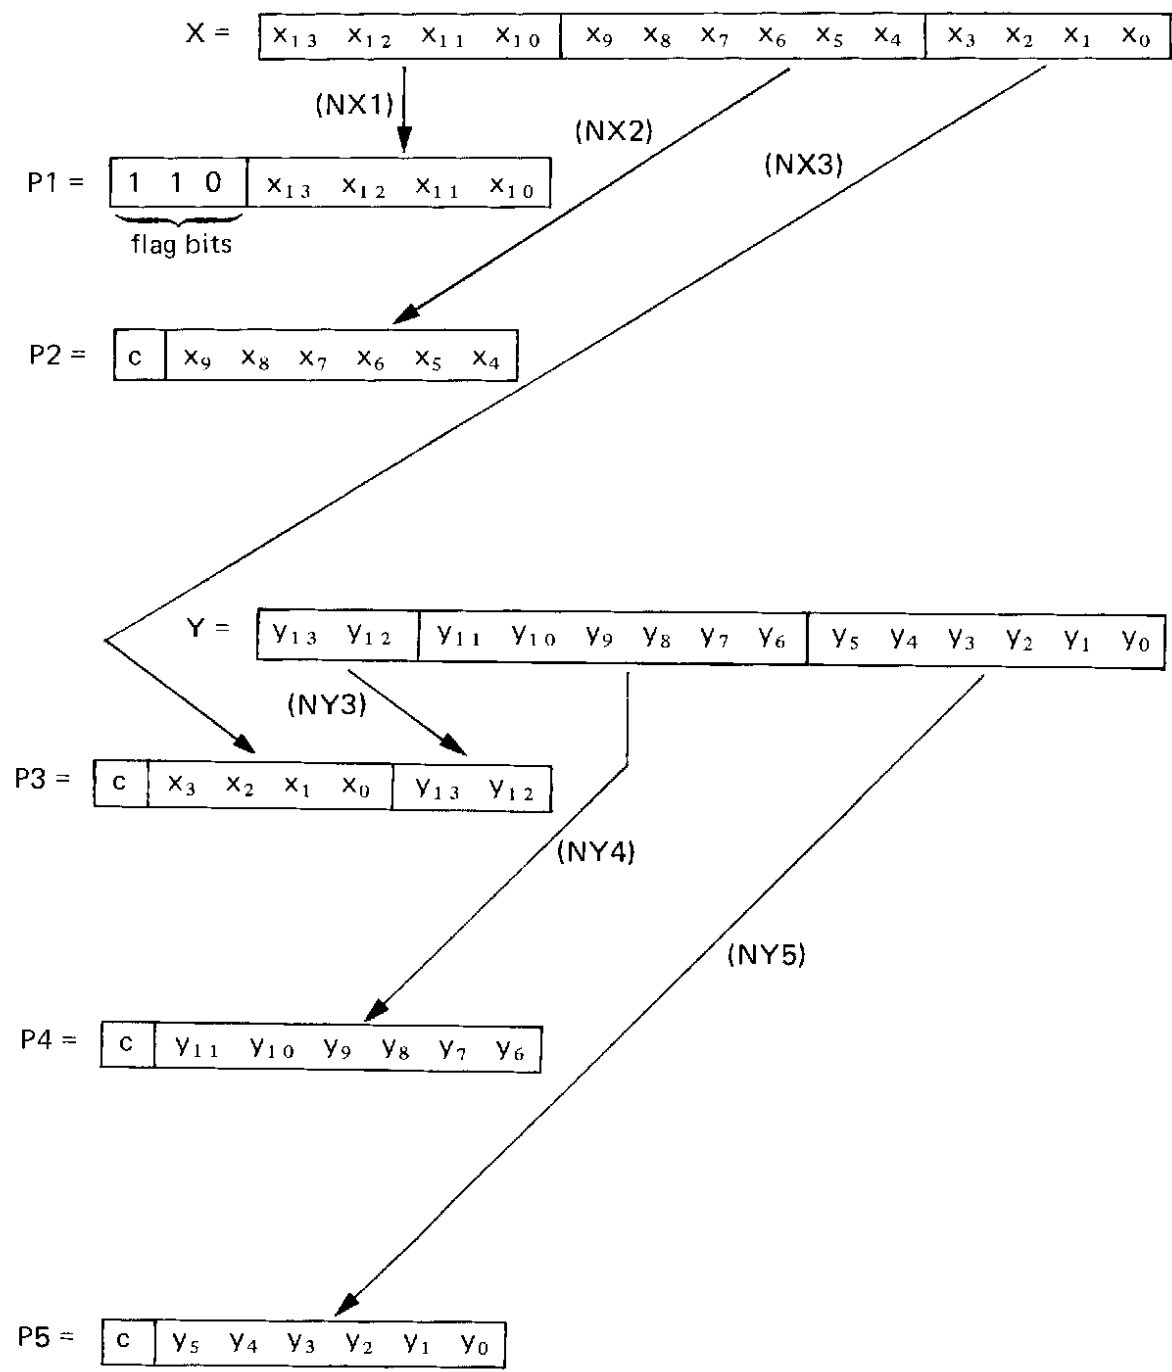 X = x₁₃ x₁₂ x₁₁ x₁₀ x₉ x₈ x₇ x₆ x₅ x₄ x₃ x₂ x₁ x₀
(NX1)
(NX2)
(NX3)
P1 = 1 1 0 x₁₃ x₁₂ x₁₁ x₁₀
flag bits
P2 = c x₉ x₈ x₇ x₆ x₅ x₄
Y = y₁₃ y₁₂ y₁₁ y₁₀ y₉ y₈ y₇ y₆ y₅ y₄ y₃ y₂ y₁ y₀
(NY3)
P3 = c x₃ x₂ x₁ x₀ y₁₃ y₁₂
(NY4)
(NY5)
P4 = c y₁₁ y₁₀ y₉ y₈ y₇ y₆
P5 = c y₅ y₄ y₃ y₂ y₁ y₀